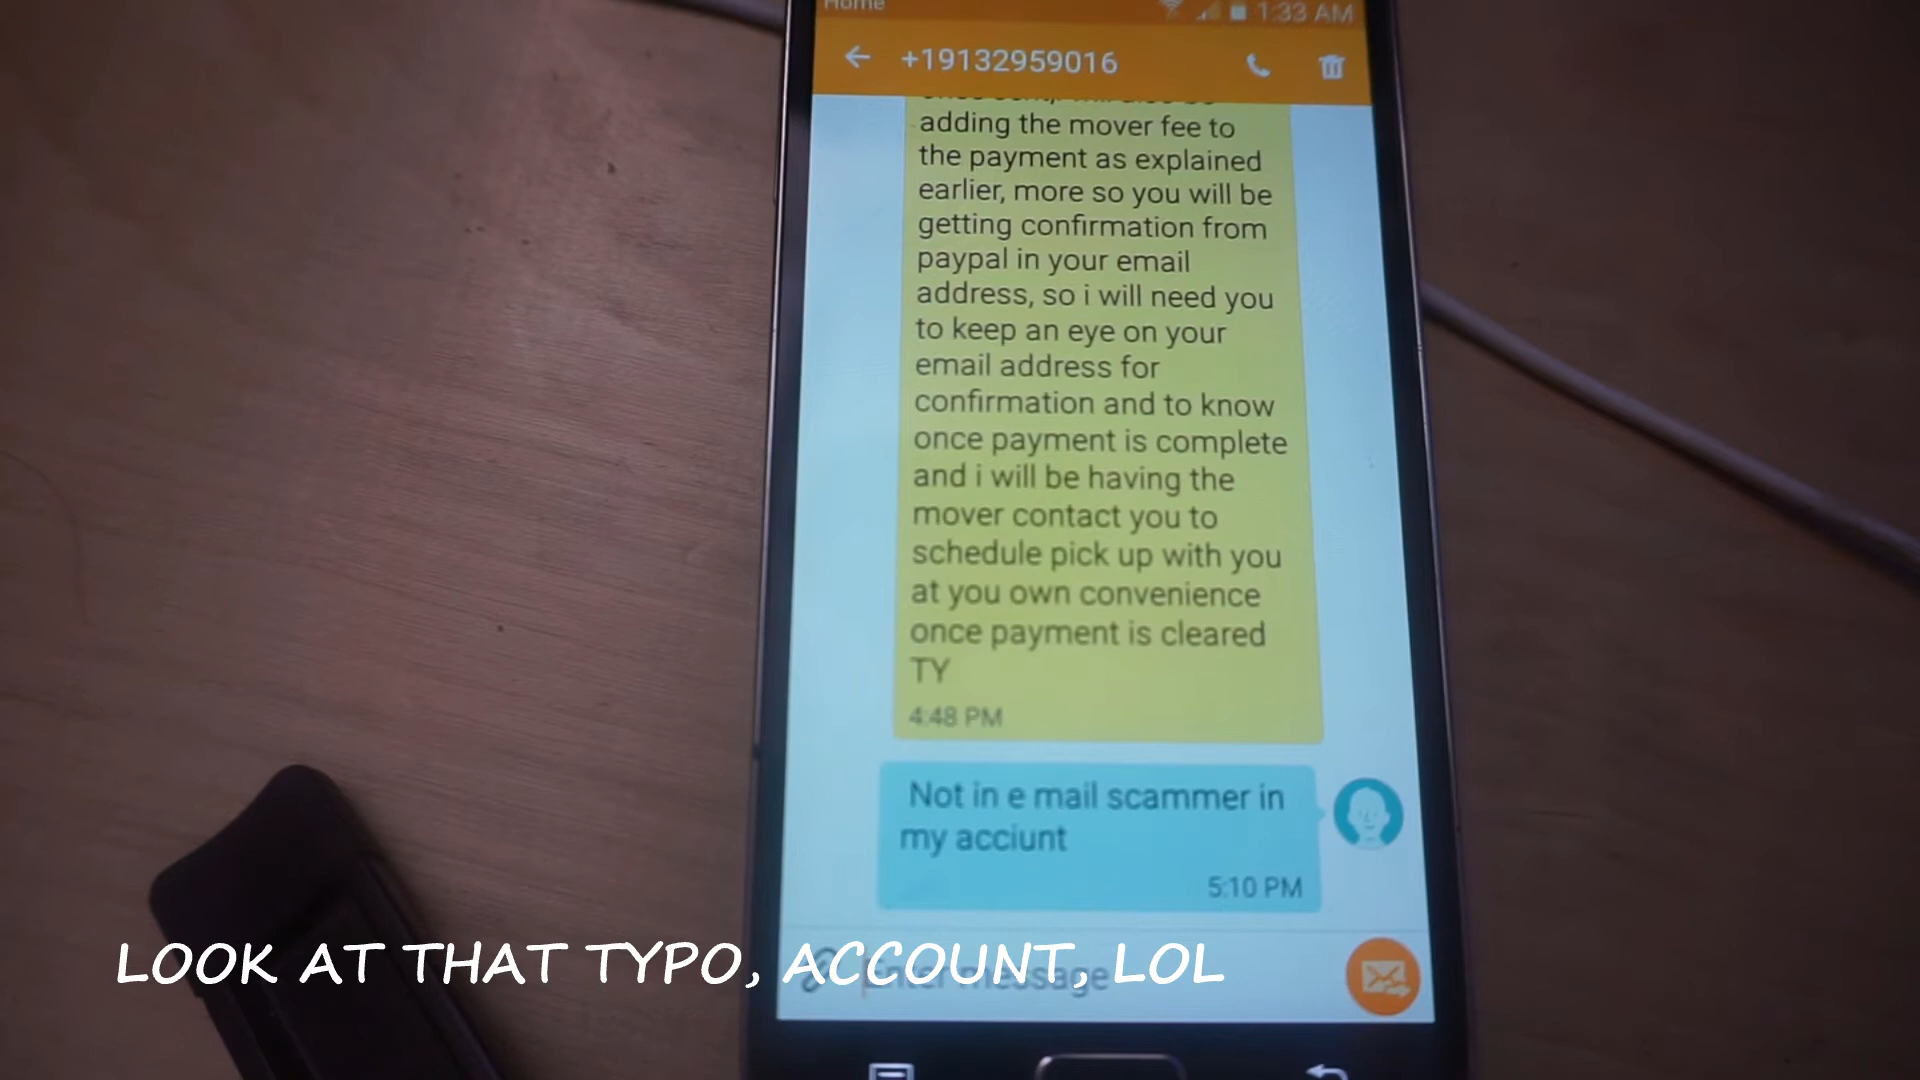 Home
1:33 AM
+19132959016
adding the mover fee to
the payment as explained
earlier, more so you will be
getting confirmation from
paypal in your email
address, so i will need you
to keep an eye on your
email address for
confirmation and to know
once payment is complete
and i will be having the
mover contact you to
schedule pick up with you
at you own convenience
once payment is cleared
TY
4:48 PM
Not in e mail scammer in
my acciunt
5:10 PM
Enter message
LOOK AT THAT TYPO, ACCOUNT, LOL